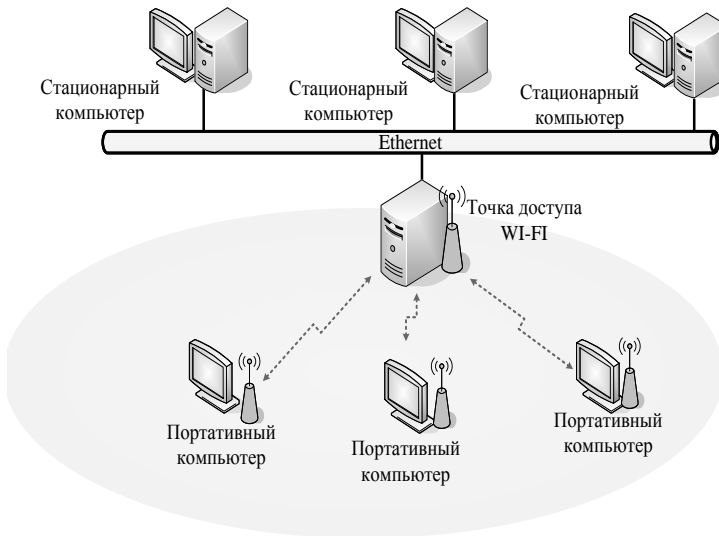 Стационарный
компьютер
Стационарный
компьютер
Стационарный
компьютер
Ethernet
Точка доступа
WI-FI
Портативный
компьютер
Портативный
компьютер
Портативный
компьютер